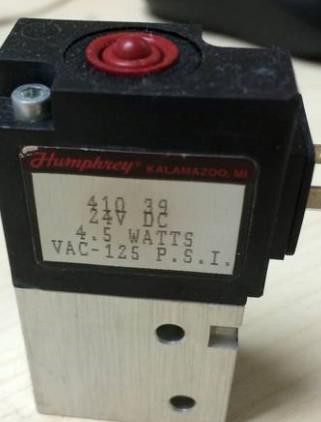 Humphrey® KALAMAZOO, MI
410 39
24V DC
4.5 WATTS
VAC-125 P.S.I.